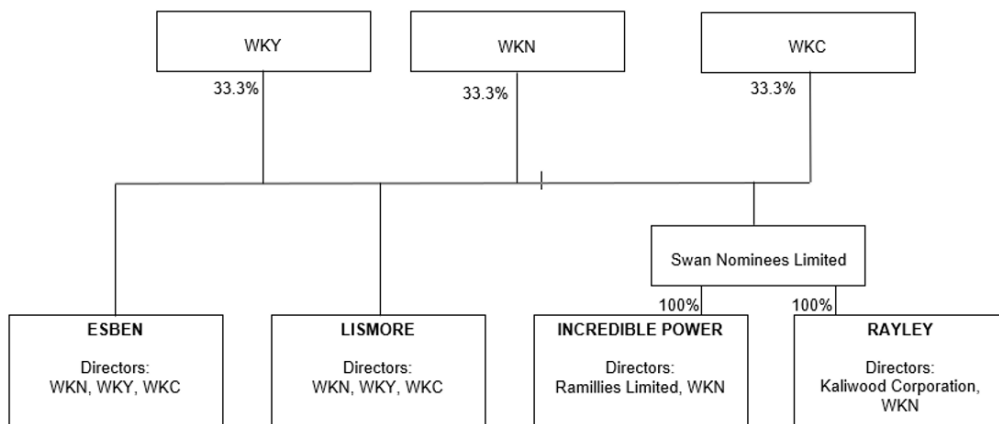 WKY
WKN
WKC
33.3%
33.3%
33.3%
Swan Nominees Limited
100%
100%
ESBEN
Directors:
WKN, WKY, WKC
LISMORE
Directors:
WKN, WKY, WKC
INCREDIBLE POWER
Directors:
Ramillies Limited, WKN
RAYLEY
Directors:
Kaliwood Corporation,
WKN